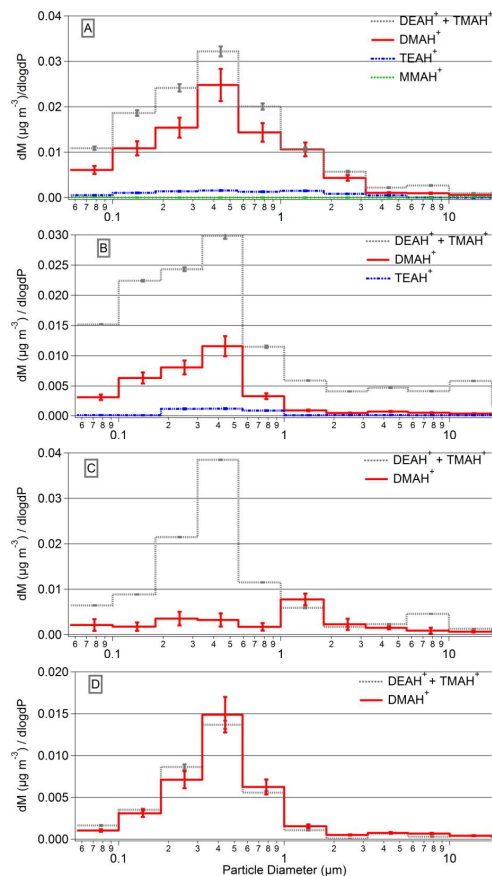 A
DEAH+ + TMAH+
DMAH+
TEAH+
MMAH+
dM (µg m-3)/dlogdP
0.04
0.03
0.02
0.01
0.00
6 7 8 9 0.1 2 3 4 5 6 7 8 9 1 2 3 4 5 6 7 8 9 10
B
DEAH+ + TMAH+
DMAH+
TEAH+
dM (µg m-3) / dlogdP
0.030
0.025
0.020
0.015
0.010
0.005
0.000
6 7 8 9 0.1 2 3 4 5 6 7 8 9 1 2 3 4 5 6 7 8 9 10
C
DEAH+ + TMAH+
DMAH+
dM (µg m-3) / dlogdP
0.04
0.03
0.02
0.01
0.00
6 7 8 9 0.1 2 3 4 5 6 7 8 9 1 2 3 4 5 6 7 8 9 10
D
DEAH+ + TMAH+
DMAH+
dM (µg m-3) / dlogdP
0.020
0.015
0.010
0.005
0.000
6 7 8 9 0.1 2 3 4 5 6 7 8 9 1 2 3 4 5 6 7 8 9 10
Particle Diameter (µm)